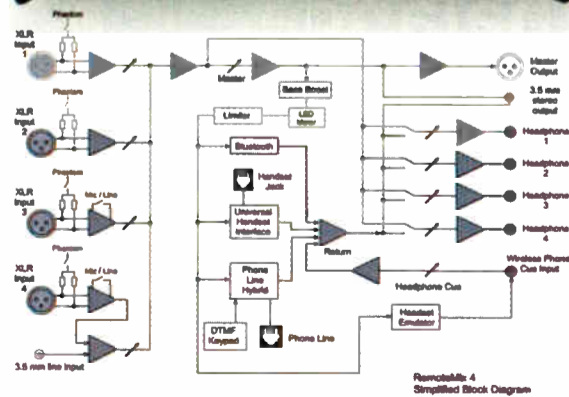 Phantom
XLR
Input
1
Phantom
XLR
Input
2
Phantom
XLR
Input
3
Mic / Line
Phantom
XLR
Input
4
Mic / Line
3.5 mm line Input
Master
Bass Boost
Limiter
LED
Meter
Bluetooth
Handset
Jack
Universal
Handset
Interface
Return
Phone
Line
Hybrid
DTMF
Keypad
Phone Line
Headphone Cue
Headset
Emulator
Master
Output
3.5 mm
stereo
output
Headphone
1
Headphone
2
Headphone
3
Headphone
4
Wireless Phone
Cue Input
RemoteMix 4
Simplified Block Diagram